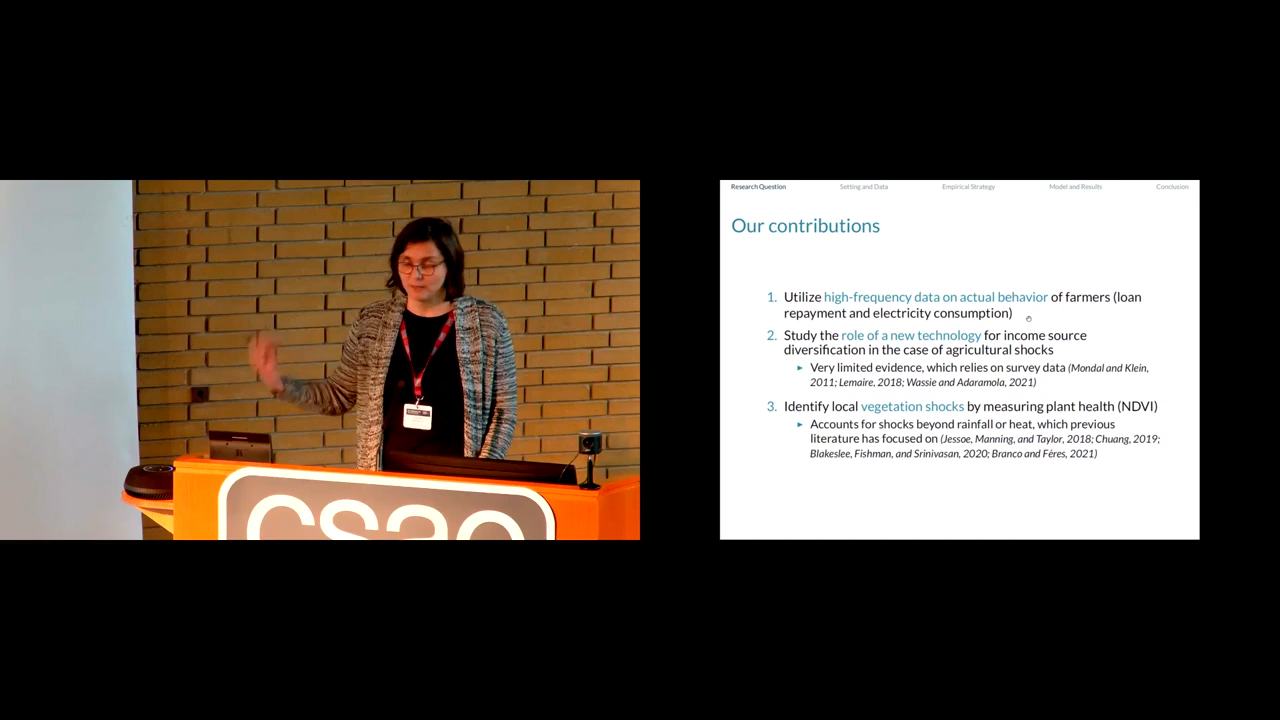 csae
Research Question
Setting and Data
Empirical Strategy
Model and Results
Conclusion
Our contributions
1. Utilize high-frequency data on actual behavior of farmers (loan
repayment and electricity consumption)
2. Study the role of a new technology for income source
diversification in the case of agricultural shocks
▸ Very limited evidence, which relies on survey data (Mondal and Klein,
2011; Lemaire, 2018; Wassie and Adaramola, 2021)
3. Identify local vegetation shocks by measuring plant health (NDVI)
▸ Accounts for shocks beyond rainfall or heat, which previous
literature has focused on (Jessoe, Manning, and Taylor, 2018; Chuang, 2019;
Blakeslee, Fishman, and Srinivasan, 2020; Branco and Féres, 2021)